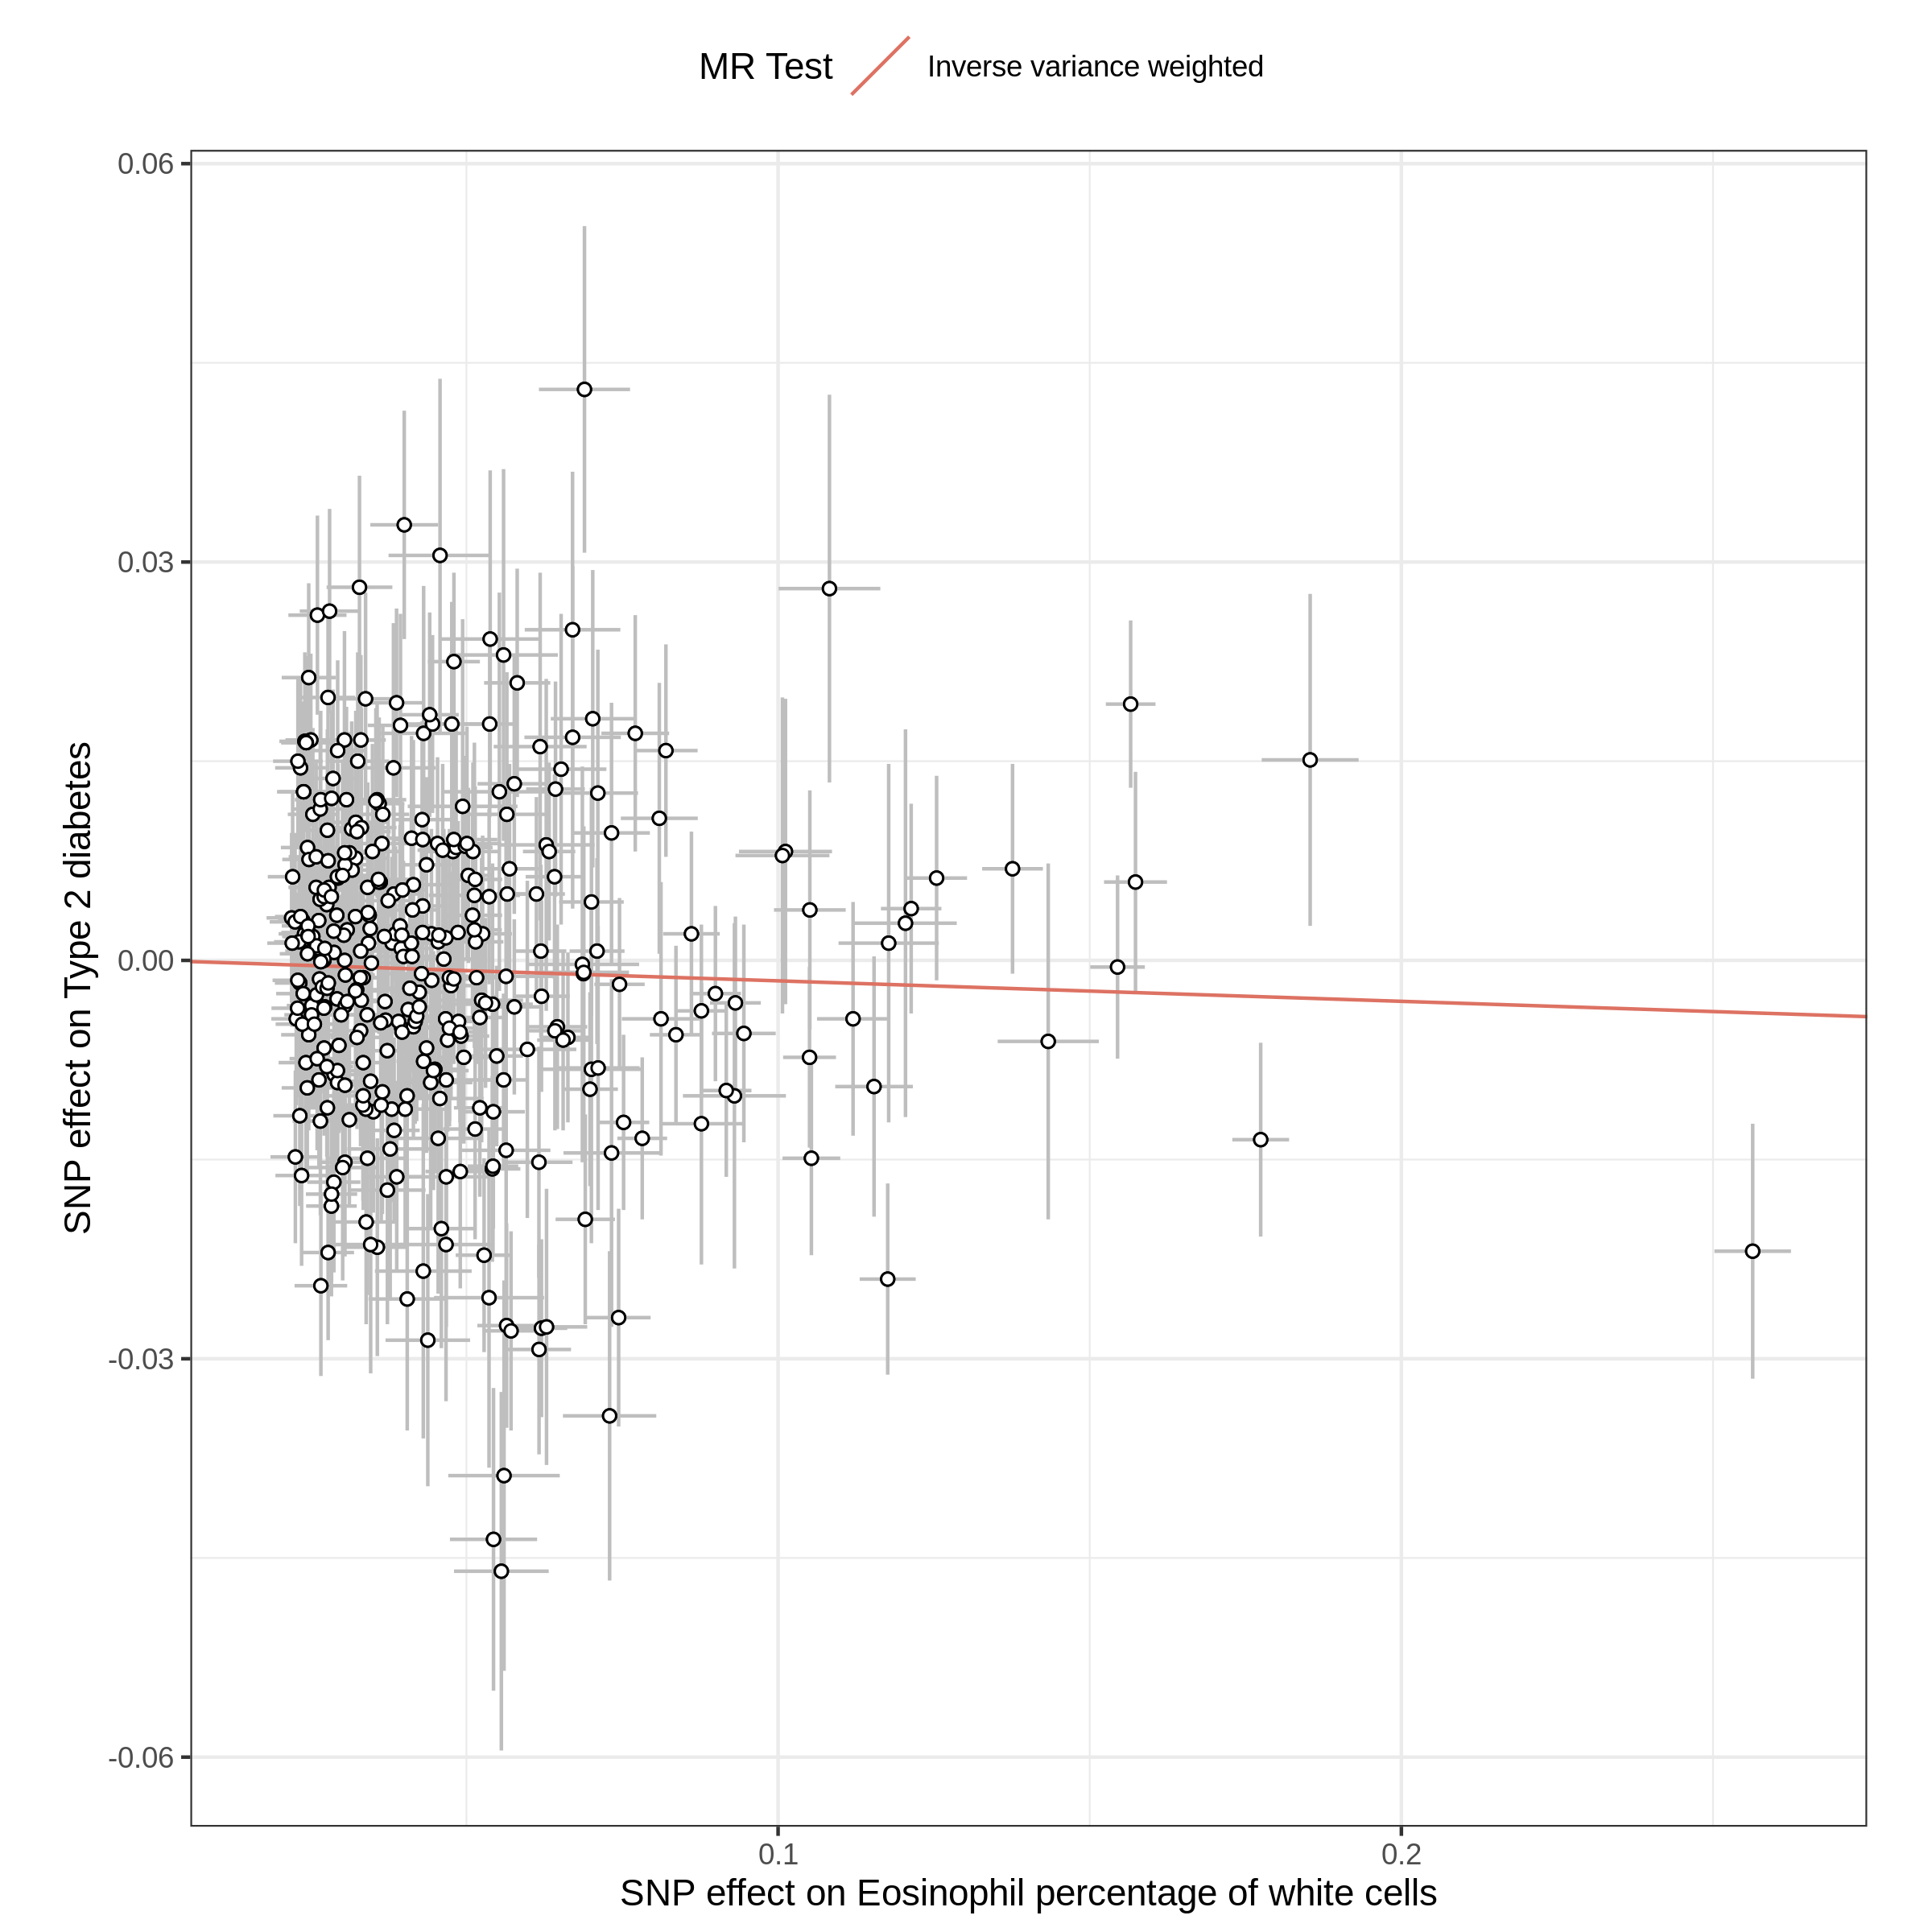 MR Test
Inverse variance weighted
0.06
0.03
0.00
-0.03
-0.06
SNP effect on Type 2 diabetes
0.1
0.2
SNP effect on Eosinophil percentage of white cells